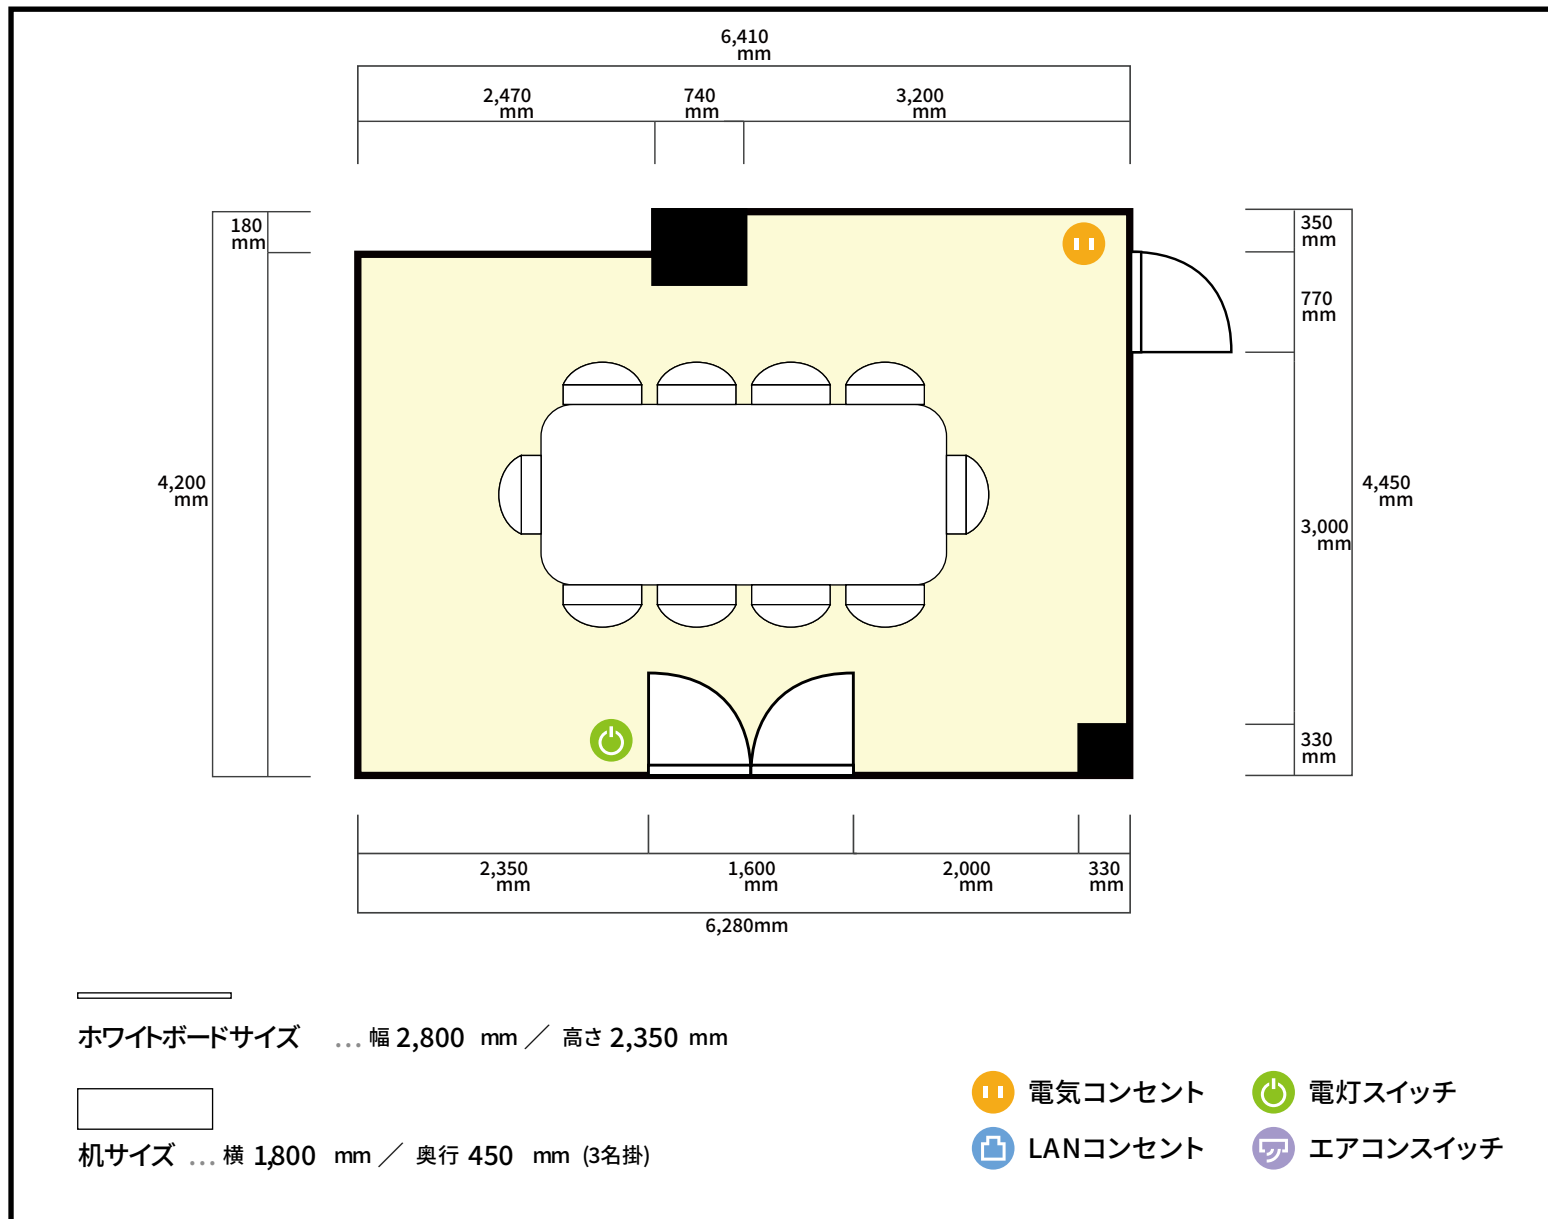 6,410
mm
2,470
mm
740
mm
3,200
mm
180
mm
350
mm
770
mm
4,200
mm
3,000
mm
4,450
mm
330
mm
2,350
mm
1,600
mm
2,000
mm
330
mm
6,280mm
ホワイトボードサイズ … 幅 2,800 mm ／ 高さ 2,350 mm
机サイズ … 横 1,800 mm ／ 奥行 450 mm (3名掛)
電気コンセント
電灯スイッチ
LANコンセント
エアコンスイッチ